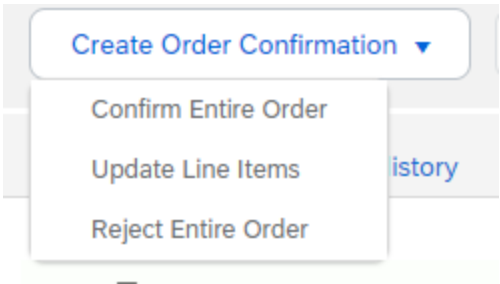 Create Order Confirmation
Confirm Entire Order
Update Line Items
istory
Reject Entire Order